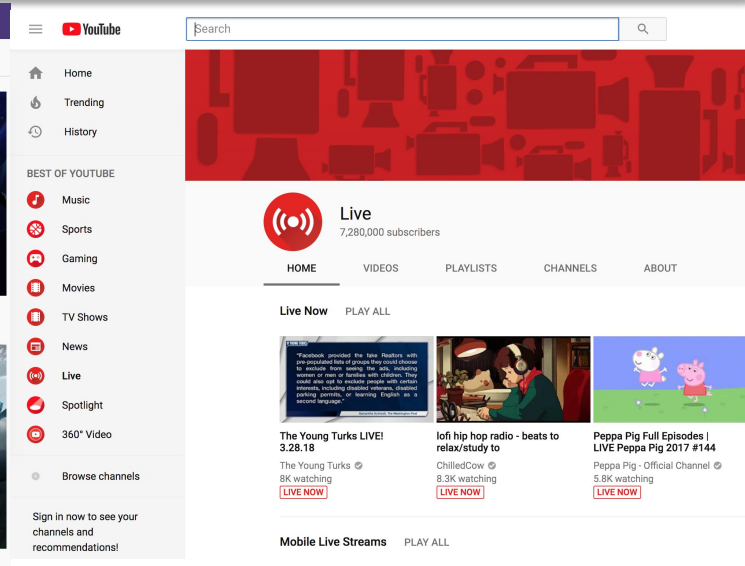 YouTube
Search
Home
Trending
History
BEST OF YOUTUBE
Music
Sports
Gaming
Movies
TV Shows
News
Live
Spotlight
360° Video
Browse channels
Sign in now to see your
channels and
recommendations!
Live
7,280,000 subscribers
HOME VIDEOS PLAYLISTS CHANNELS ABOUT
Live Now PLAY ALL
"Facebook provided the fake Realtors with
pre-populated lists of groups they could choose
to exclude from seeing the ads, including
women or men or families with children. They
could also opt to exclude people with certain
interests, including disabled veterans, disabled
parking permits, or learning English as a
second language."
The Young Turks LIVE!
3.28.18
The Young Turks
8K watching
LIVE NOW
lofi hip hop radio - beats to
relax/study to
ChilledCow
8.3K watching
LIVE NOW
Peppa Pig Full Episodes |
LIVE Peppa Pig 2017 #144
Peppa Pig - Official Channel
5.8K watching
LIVE NOW
Mobile Live Streams PLAY ALL